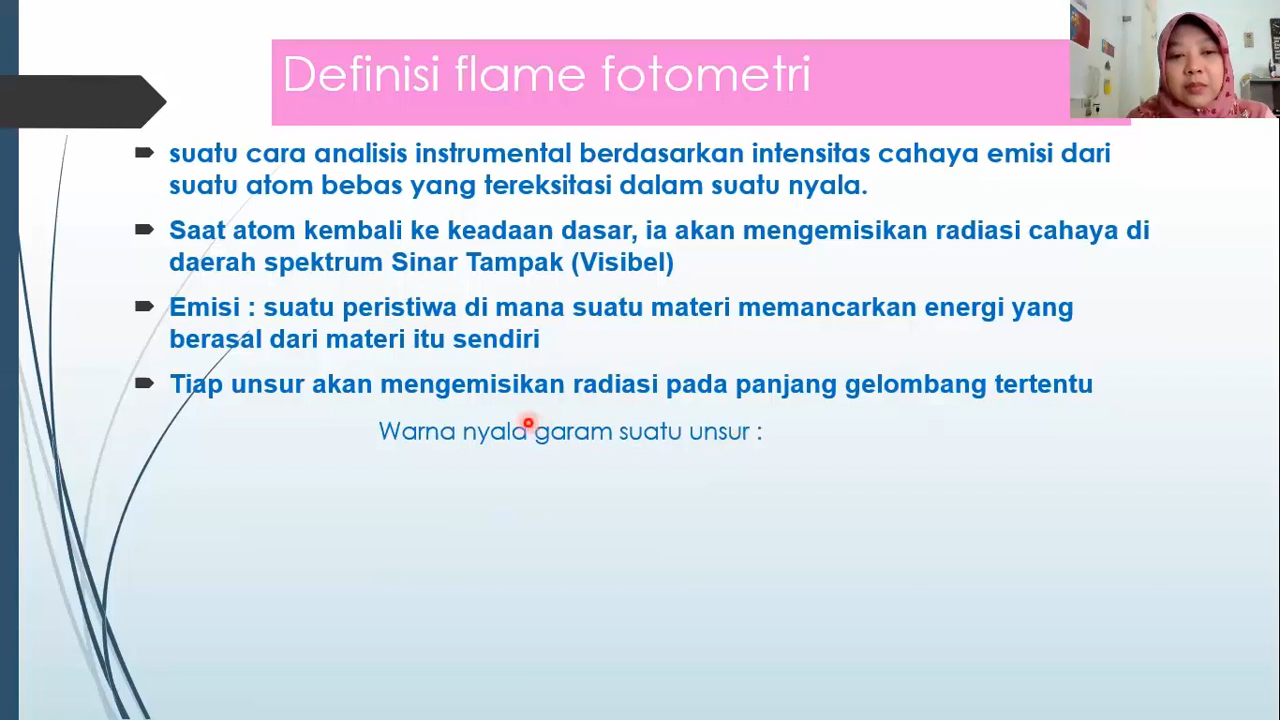 Definisi flame fotometri
suatu cara analisis instrumental berdasarkan intensitas cahaya emisi dari
suatu atom bebas yang tereksitasi dalam suatu nyala.
Saat atom kembali ke keadaan dasar, ia akan mengemisikan radiasi cahaya di
daerah spektrum Sinar Tampak (Visibel)
Emisi : suatu peristiwa di mana suatu materi memancarkan energi yang
berasal dari materi itu sendiri
Tiap unsur akan mengemisikan radiasi pada panjang gelombang tertentu
Warna nyala garam suatu unsur :